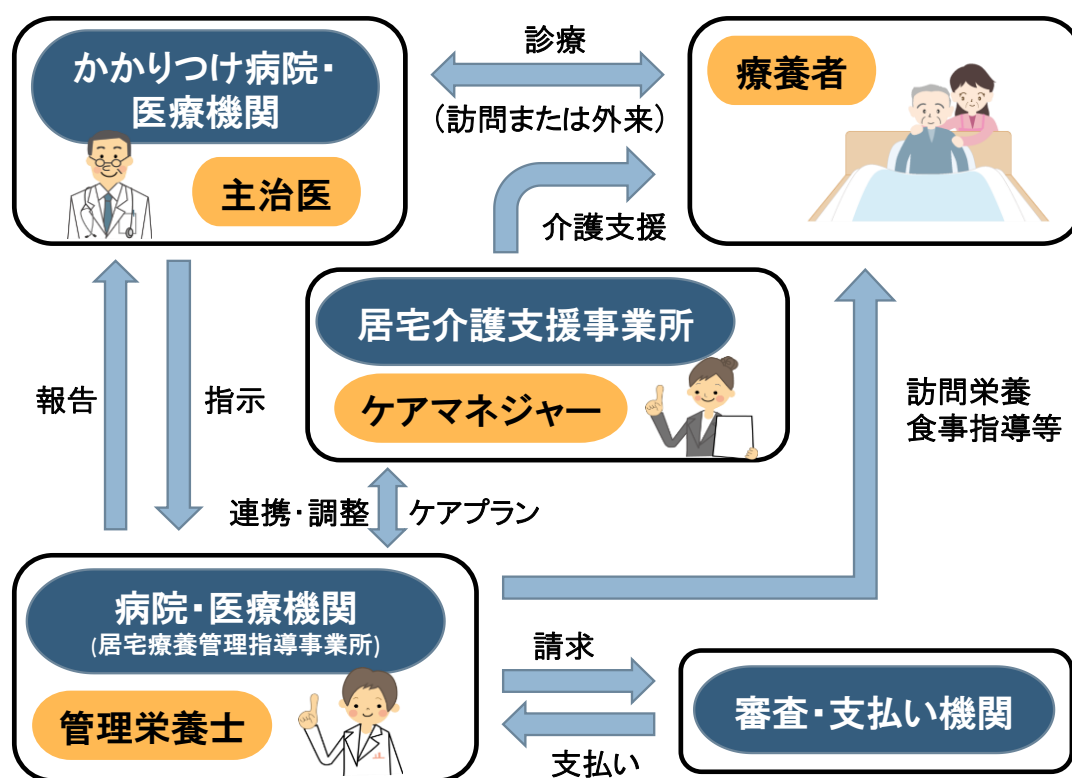 かかりつけ病院・
医療機関
主治医
診療
(訪問または外来)
療養者
介護支援
居宅介護支援事業所
ケアマネジャー
報告
指示
訪問栄養
食事指導等
連携・調整
ケアプラン
病院・医療機関
(居宅療養管理指導事業所)
管理栄養士
請求
支払い
審査・支払い機関